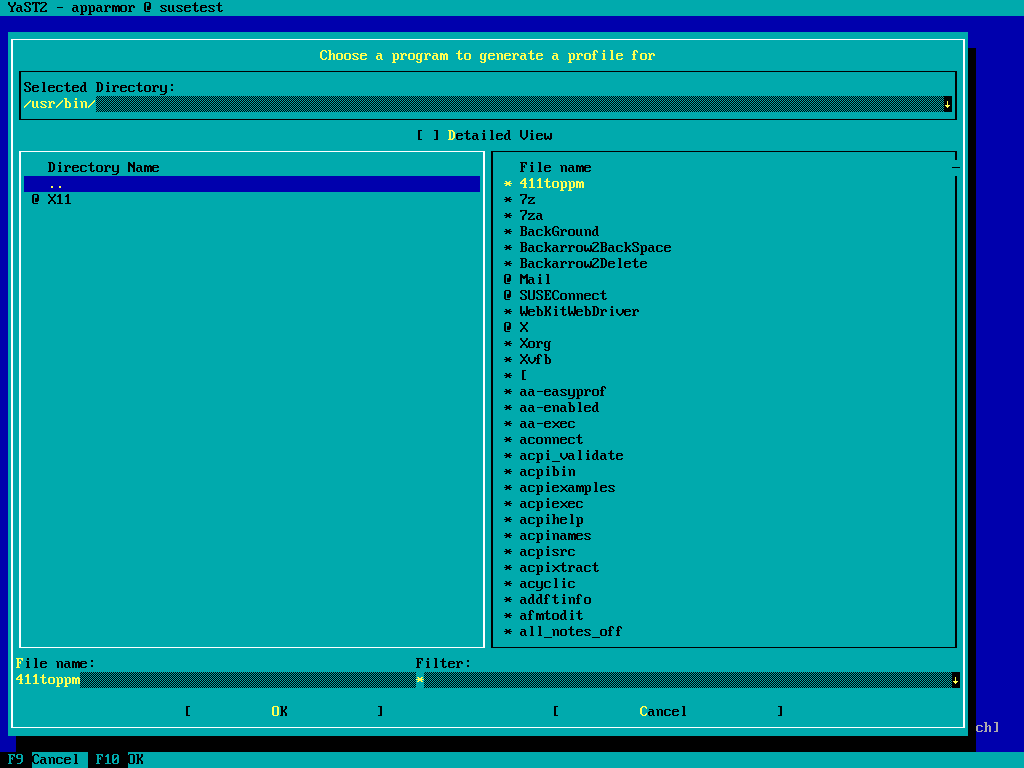 YaST2 - apparmor @ susetest
Choose a program to generate a profile for
Selected Directory:
/usr/bin/
[ ] Detailed View
Directory Name
..
@ X11
File name
* 411toppm
* 7z
* 7za
* BackGround
* Backarrow2BackSpace
* Backarrow2Delete
@ Mail
@ SUSEConnect
* WebKitWebDriver
@ X
* Xorg
* Xvfb
* [
* aa-easyprof
* aa-enabled
* aa-exec
* aconnect
* acpi_validate
* acpibin
* acpiexamples
* acpiexec
* acpihelp
* acpinames
* acpisrc
* acpixtract
* acyclic
* addftinfo
* afmtodit
* all_notes_off
File name: Filter:
411toppm *
[ OK ] [ Cancel ]
ch]
F9 Cancel F10 OK